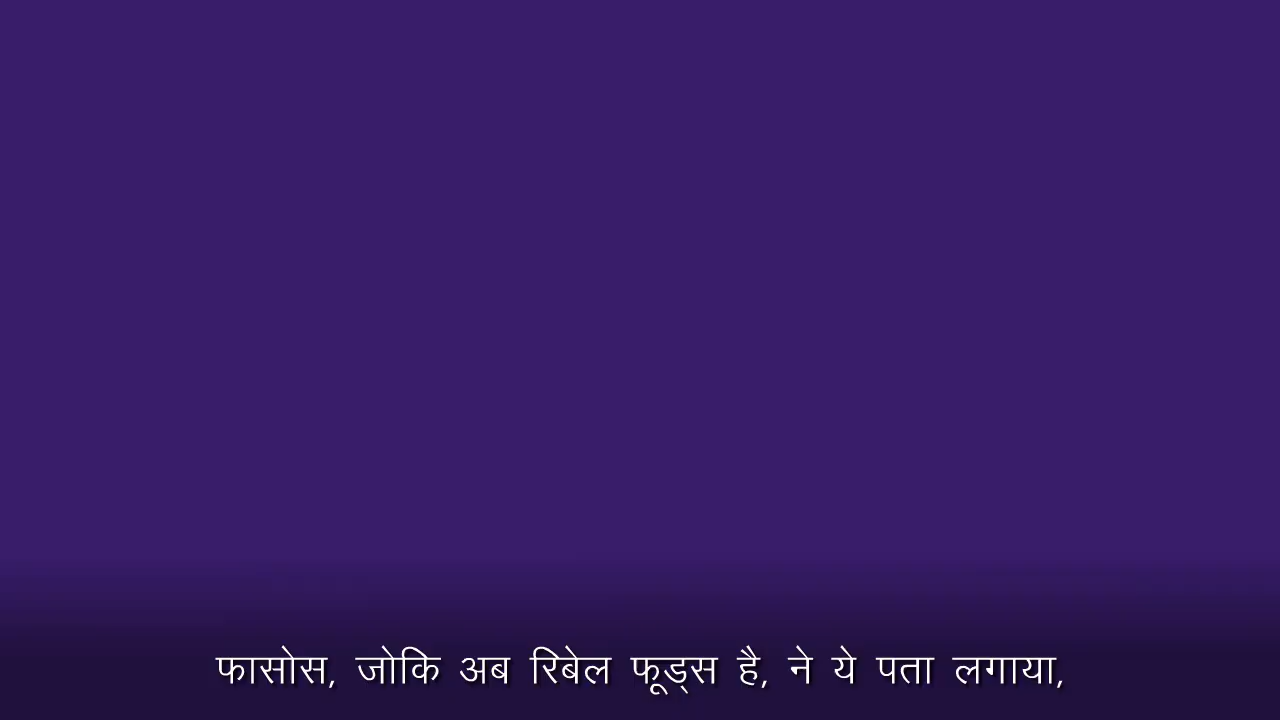 फासोस, जोकि अब रिबेल फूड्स है, ने ये पता लगाया,